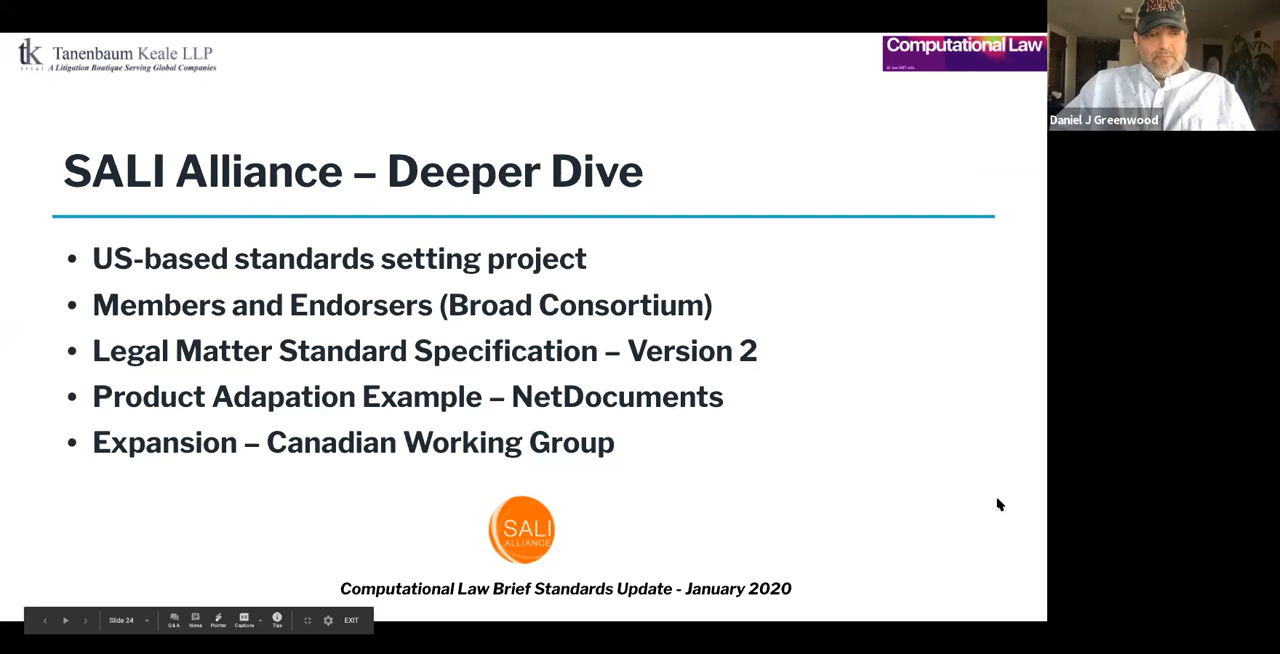 tk Tanenbaum Keale LLP
A Litigation Boutique Serving Global Companies
Computational Law
Daniel J Greenwood
SALI Alliance – Deeper Dive
• US-based standards setting project
• Members and Endorsers (Broad Consortium)
• Legal Matter Standard Specification – Version 2
• Product Adapation Example – NetDocuments
• Expansion – Canadian Working Group
SALI
ALLIANCE
Computational Law Brief Standards Update - January 2020
Slide 24
Q&A Notes Pointer Captions Tips EXIT